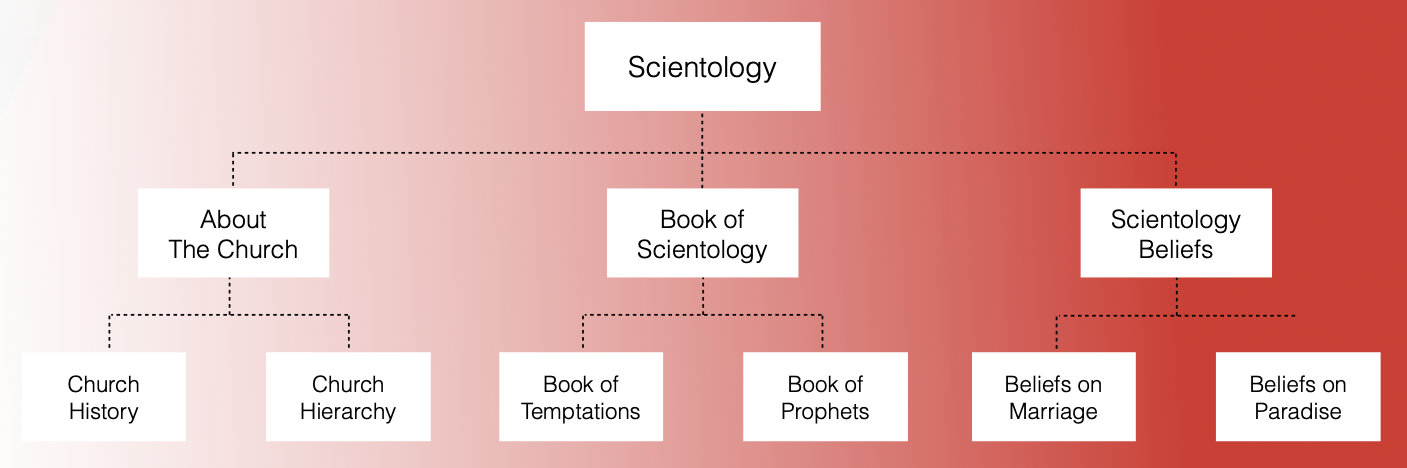 Scientology
About
The Church
Book of
Scientology
Scientology
Beliefs
Church
History
Church
Hierarchy
Book of
Temptations
Book of
Prophets
Beliefs on
Marriage
Beliefs on
Paradise